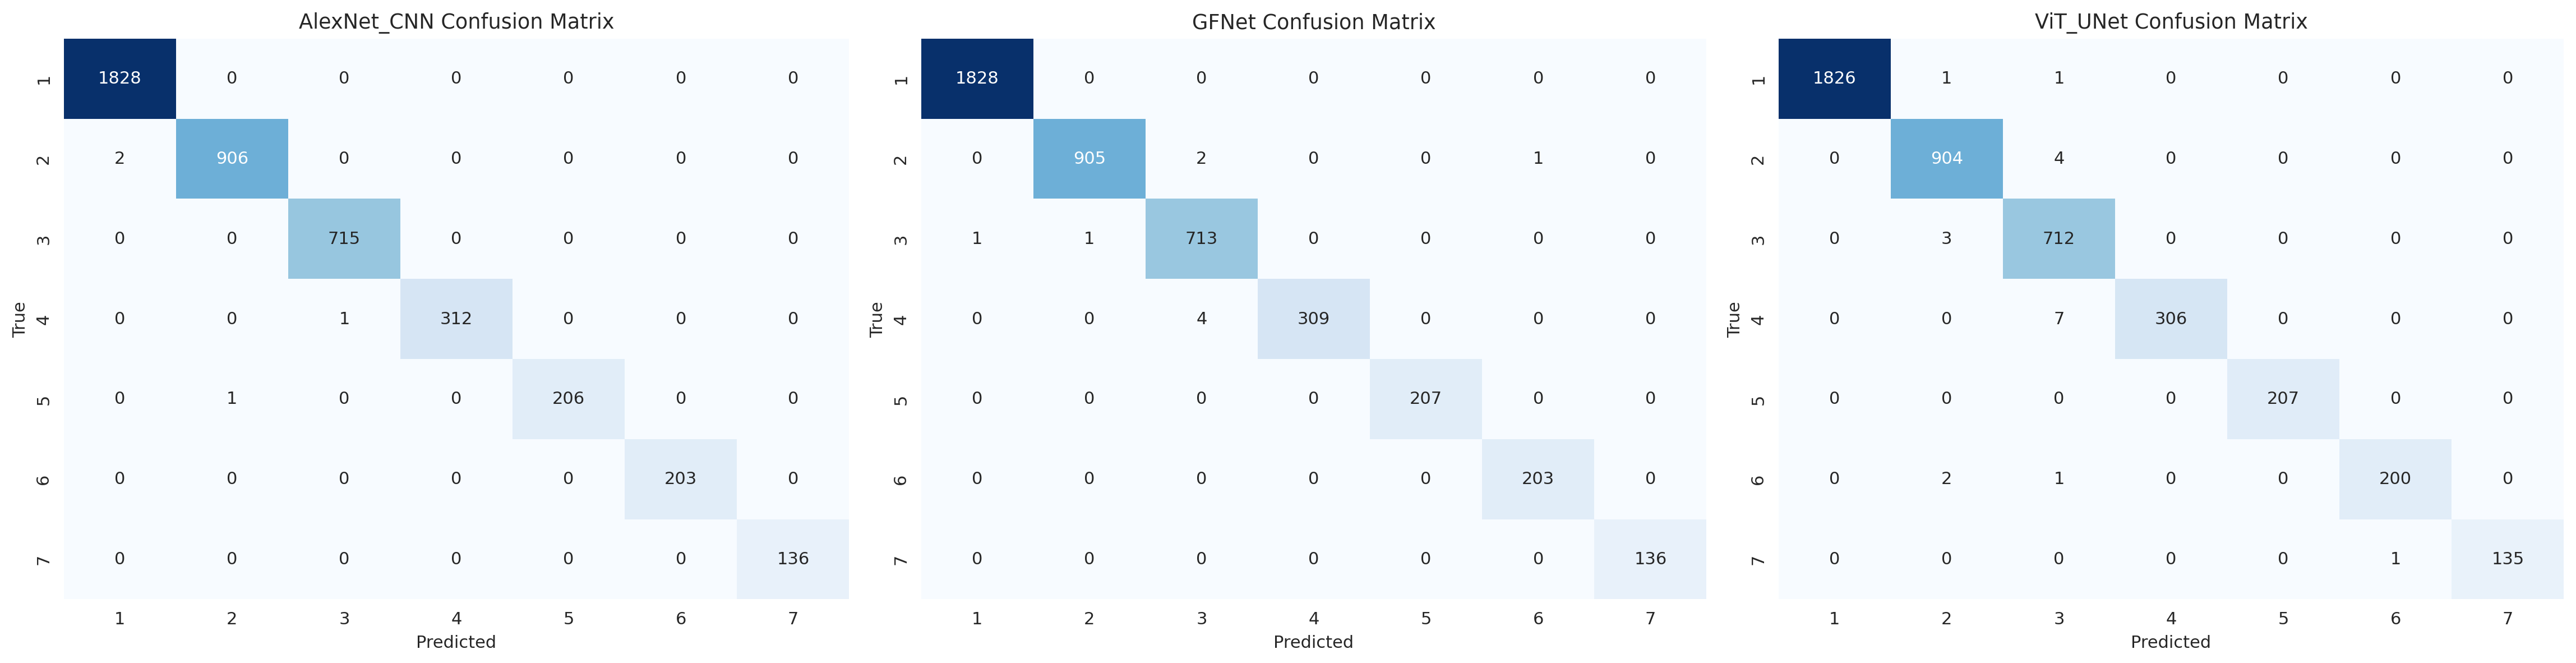 AlexNet_CNN Confusion Matrix
1 1828 0 0 0 0 0 0
2 2 906 0 0 0 0 0
3 0 0 715 0 0 0 0
4 0 0 1 312 0 0 0
5 0 1 0 0 206 0 0
6 0 0 0 0 0 203 0
7 0 0 0 0 0 0 136
True
1 2 3 4 5 6 7
Predicted
GFNet Confusion Matrix
1 1828 0 0 0 0 0 0
2 0 905 2 0 0 1 0
3 1 1 713 0 0 0 0
4 0 0 4 309 0 0 0
5 0 0 0 0 207 0 0
6 0 0 0 0 0 203 0
7 0 0 0 0 0 0 136
True
1 2 3 4 5 6 7
Predicted
ViT_UNet Confusion Matrix
1 1826 1 1 0 0 0 0
2 0 904 4 0 0 0 0
3 0 3 712 0 0 0 0
4 0 0 7 306 0 0 0
5 0 0 0 0 207 0 0
6 0 2 1 0 0 200 0
7 0 0 0 0 0 1 135
True
1 2 3 4 5 6 7
Predicted